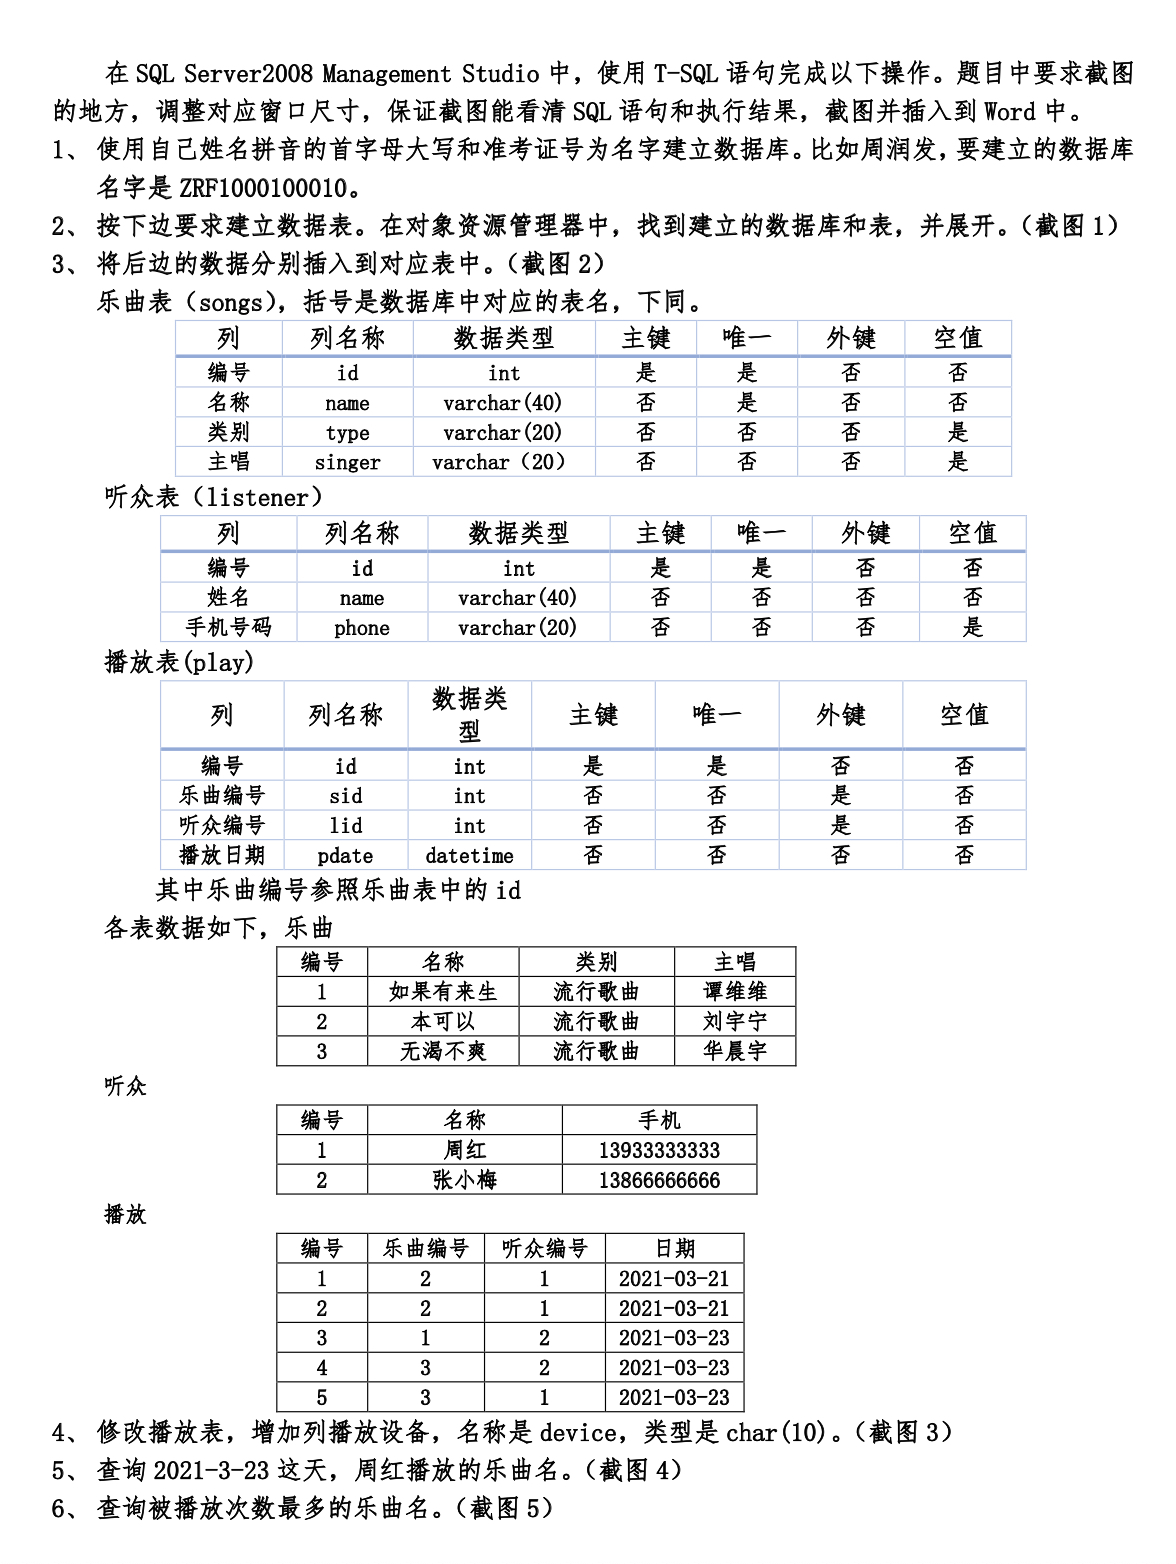 在 SQL Server2008 Management Studio 中，使用 T-SQL 语句完成以下操作。题目中要求截图
的地方，调整对应窗口尺寸，保证截图能看清 SQL 语句和执行结果，截图并插入到 Word 中。
1、 使用自己姓名拼音的首字母大写和准考证号为名字建立数据库。比如周润发，要建立的数据库
名字是 ZRF1000100010。
2、 按下边要求建立数据表。在对象资源管理器中，找到建立的数据库和表，并展开。（截图 1）
3、 将后边的数据分别插入到对应表中。（截图 2）
乐曲表（songs），括号是数据库中对应的表名，下同。
列 列名称 数据类型 主键 唯一 外键 空值
编号 id int 是 是 否 否
名称 name varchar(40) 否 是 否 否
类别 type varchar(20) 否 否 否 是
主唱 singer varchar（20） 否 否 否 是
听众表（listener）
列 列名称 数据类型 主键 唯一 外键 空值
编号 id int 是 是 否 否
姓名 name varchar(40) 否 否 否 否
手机号码 phone varchar(20) 否 否 否 是
播放表(play)
列 列名称 数据类型 主键 唯一 外键 空值
编号 id int 是 是 否 否
乐曲编号 sid int 否 否 是 否
听众编号 lid int 否 否 是 否
播放日期 pdate datetime 否 否 否 否
其中乐曲编号参照乐曲表中的 id
各表数据如下，乐曲
编号 名称 类别 主唱
1 如果有来生 流行歌曲 谭维维
2 本可以 流行歌曲 刘宇宁
3 无渴不爽 流行歌曲 华晨宇
听众
编号 名称 手机
1 周红 13933333333
2 张小梅 13866666666
播放
编号 乐曲编号 听众编号 日期
1 2 1 2021-03-21
2 2 1 2021-03-21
3 1 2 2021-03-23
4 3 2 2021-03-23
5 3 1 2021-03-23
4、 修改播放表，增加列播放设备，名称是 device，类型是 char(10)。（截图 3）
5、 查询 2021-3-23 这天，周红播放的乐曲名。（截图 4）
6、 查询被播放次数最多的乐曲名。（截图 5）